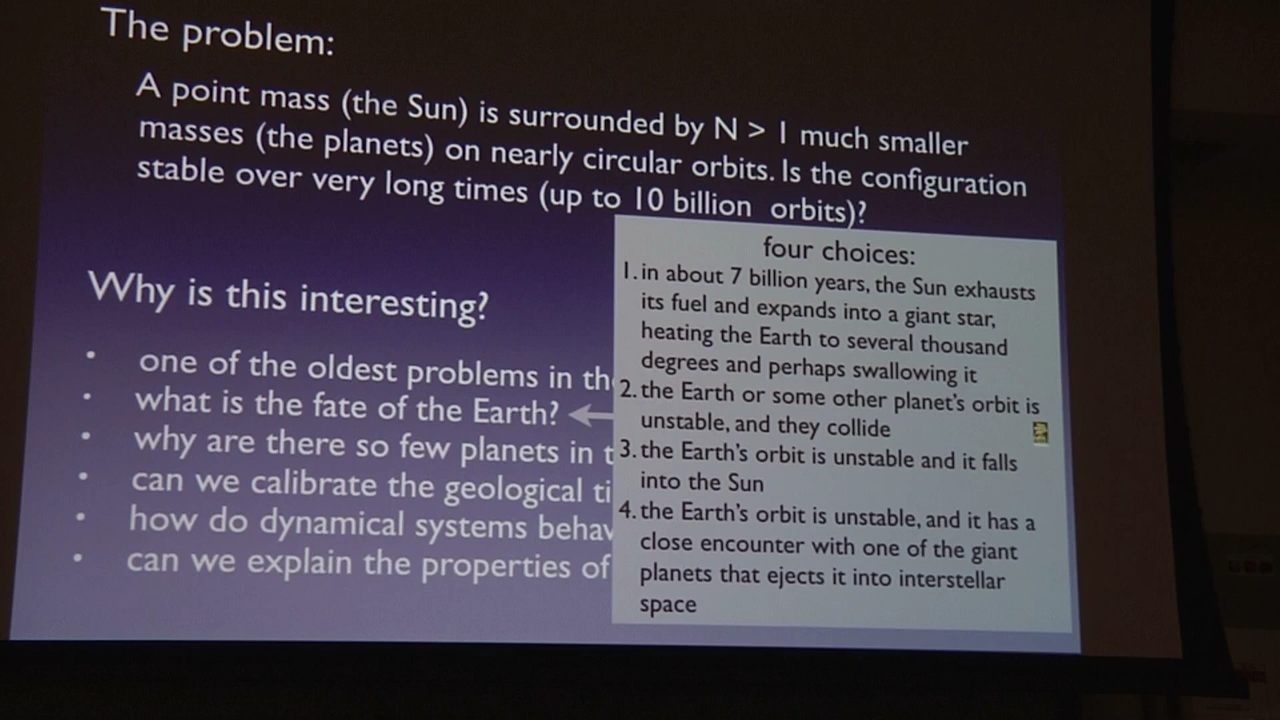 The problem:
A point mass (the Sun) is surrounded by N > 1 much smaller
masses (the planets) on nearly circular orbits. Is the configuration
stable over very long times (up to 10 billion orbits)?
Why is this interesting?
• one of the oldest problems in th
• what is the fate of the Earth?
• why are there so few planets in t
• can we calibrate the geological ti
• how do dynamical systems behav
• can we explain the properties of
four choices:
1. in about 7 billion years, the Sun exhausts
its fuel and expands into a giant star,
heating the Earth to several thousand
degrees and perhaps swallowing it
2. the Earth or some other planet's orbit is
unstable, and they collide
3. the Earth's orbit is unstable and it falls
into the Sun
4. the Earth's orbit is unstable, and it has a
close encounter with one of the giant
planets that ejects it into interstellar
space